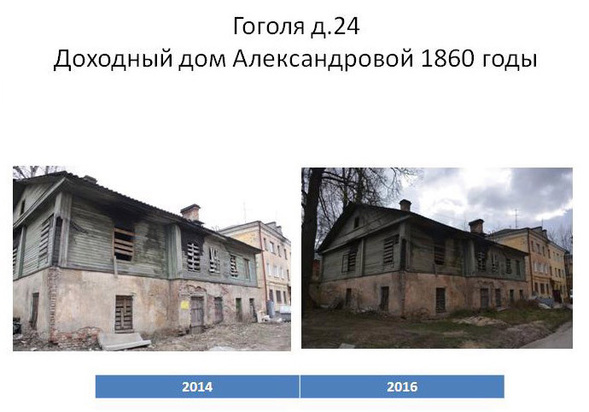 Гоголя д.24
Доходный дом Александровой 1860 годы
2014 2016